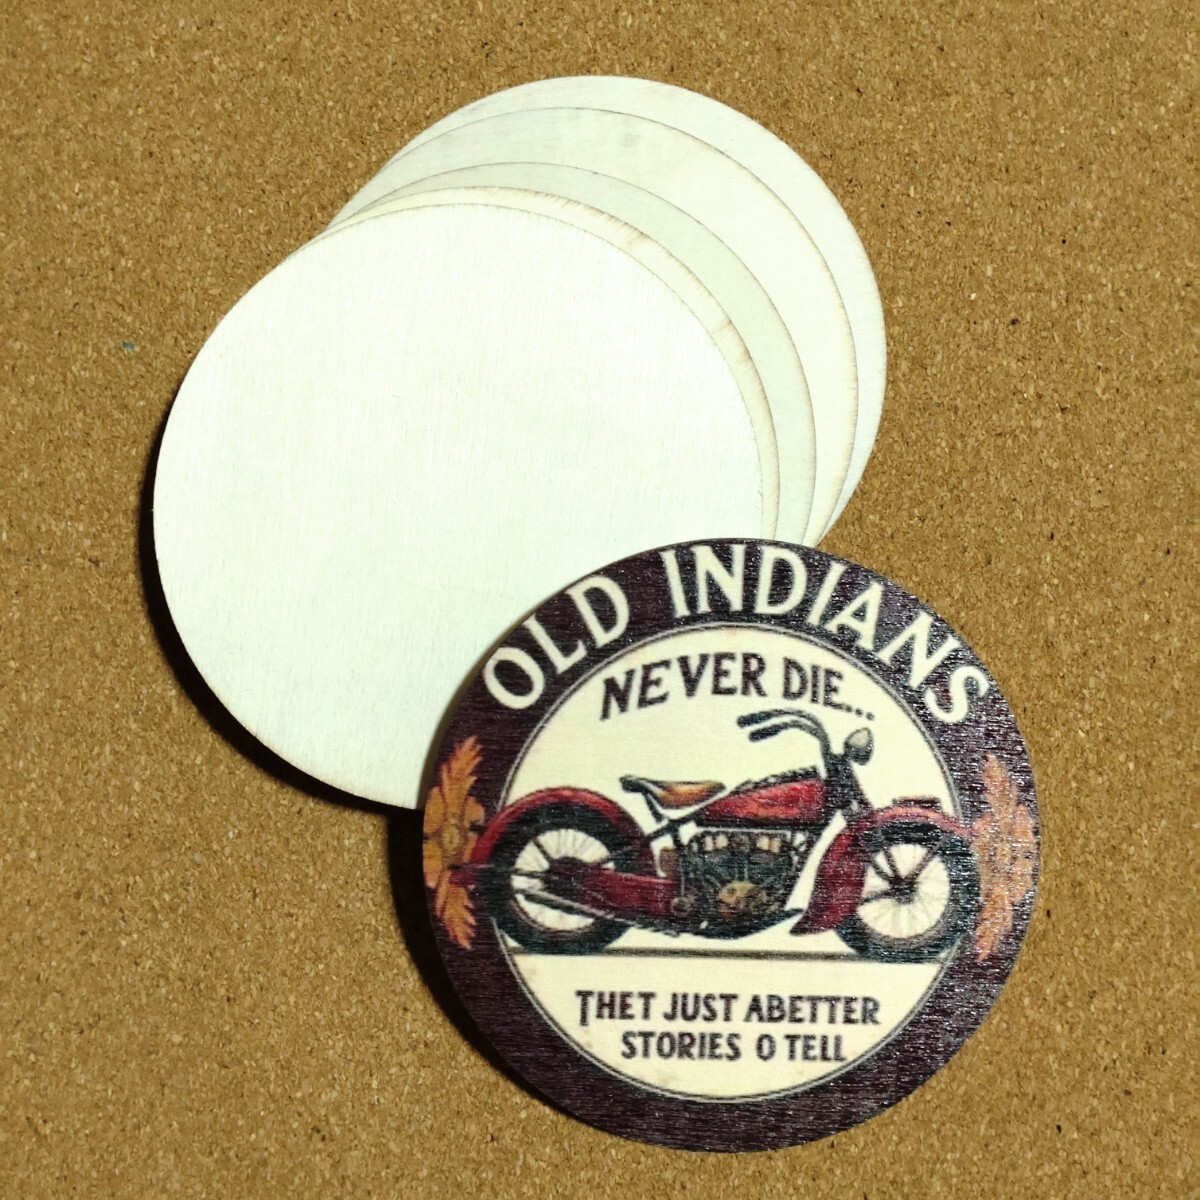 OLD INDIANS
NEVER DIE...
THET JUST ABETTER
STORIES O TELL